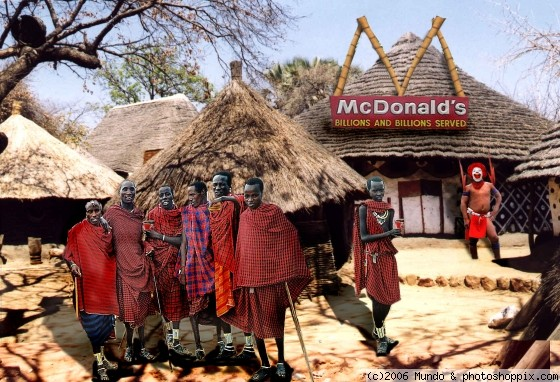 McDonald's
BILLIONS AND BILLIONS SERVED
(c)2006 Mundo & photoshoppix.com